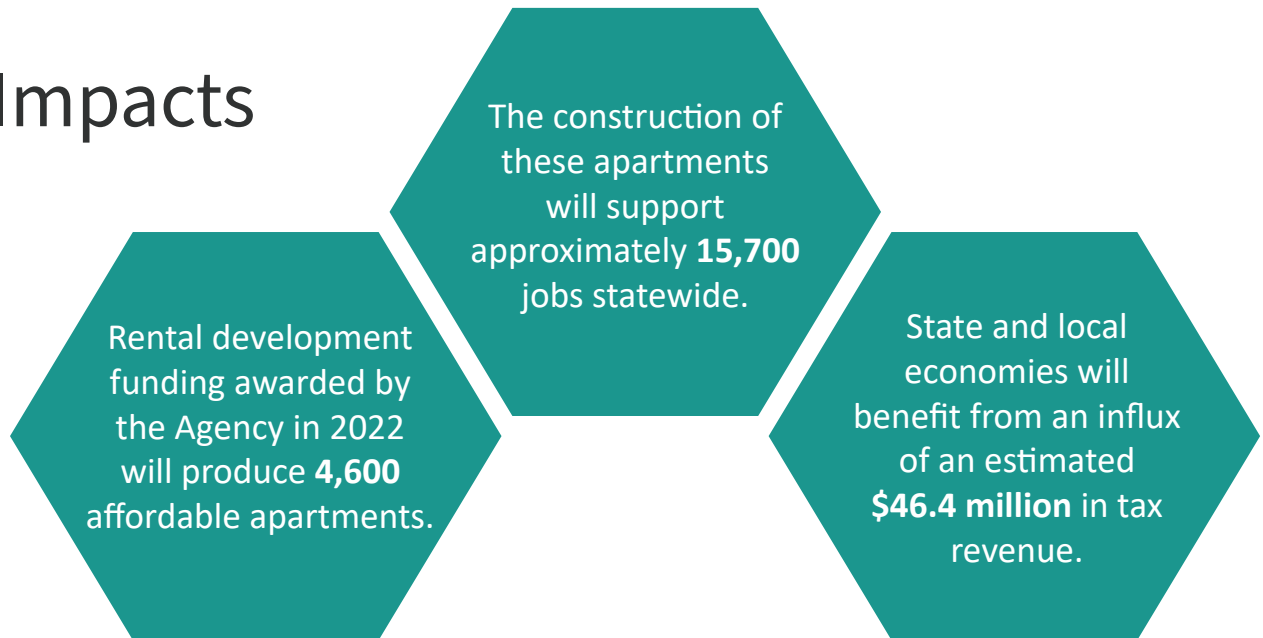 Impacts
The construction of
these apartments
will support
approximately 15,700
jobs statewide.
Rental development
funding awarded by
the Agency in 2022
will produce 4,600
affordable apartments.
State and local
economies will
benefit from an influx
of an estimated
$46.4 million in tax
revenue.